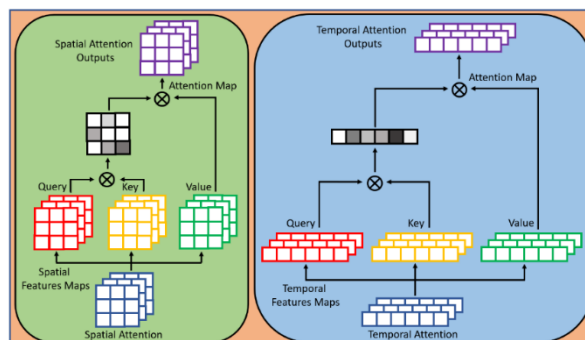 Spatial Attention
Outputs
Attention Map
Query
Key
Value
Spatial
Features Maps
Spatial Attention
Temporal Attention
Outputs
Attention Map
Query
Key
Value
Temporal
Features Maps
Temporal Attention